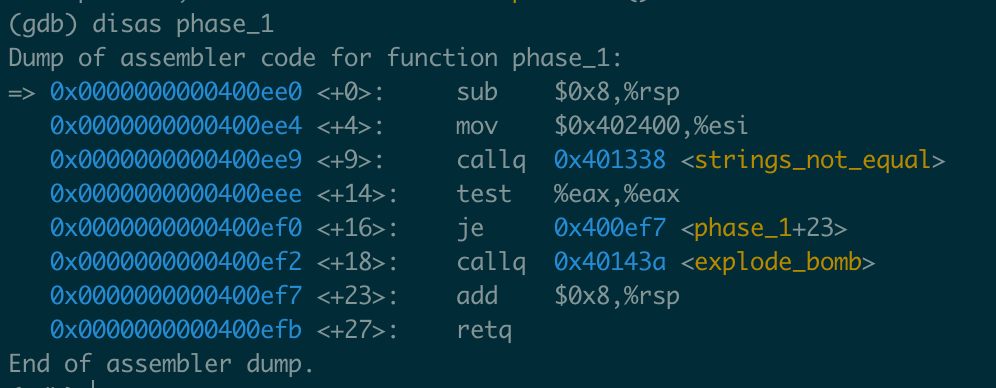 (gdb) disas phase_1
Dump of assembler code for function phase_1:
=> 0x0000000000400ee0 <+0>: sub $0x8,%rsp
0x0000000000400ee4 <+4>: mov $0x402400,%esi
0x0000000000400ee9 <+9>: callq 0x401338 <strings_not_equal>
0x0000000000400eee <+14>: test %eax,%eax
0x0000000000400ef0 <+16>: je 0x400ef7 <phase_1+23>
0x0000000000400ef2 <+18>: callq 0x40143a <explode_bomb>
0x0000000000400ef7 <+23>: add $0x8,%rsp
0x0000000000400efb <+27>: retq
End of assembler dump.